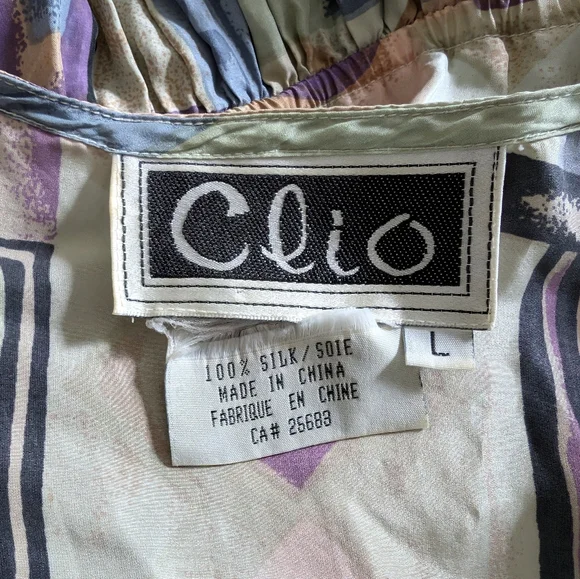 Clio
L
100% SILK/SOIE
MADE IN CHINA
FABRIQUE EN CHINE
CA# 25683